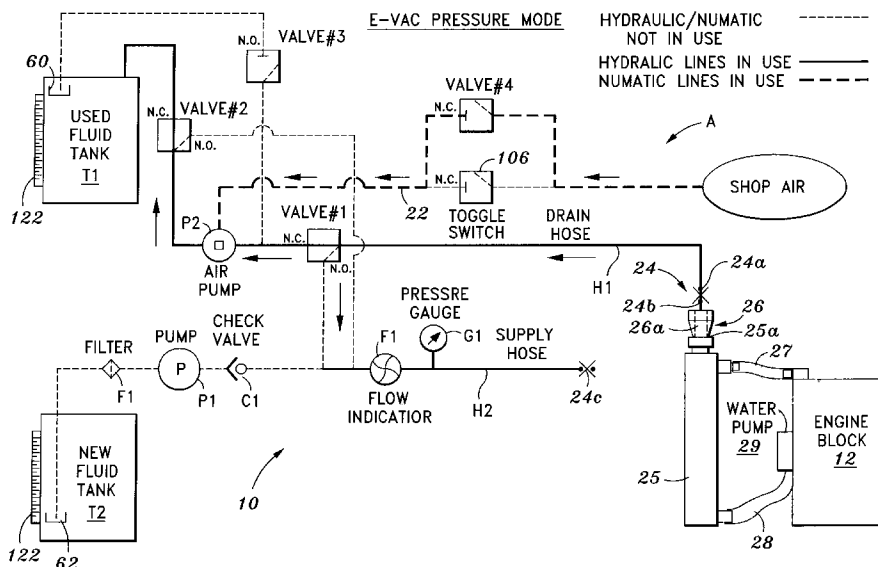 E-VAC PRESSURE MODE
HYDRAULIC/NUMATIC
NOT IN USE
HYDRALIC LINES IN USE
NUMATIC LINES IN USE
60
N.O.
VALVE#3
N.C.
VALVE#2
N.O.
USED
FLUID
TANK
T1
122
N.C.
VALVE#4
N.C.
106
TOGGLE
SWITCH
22
A
SHOP AIR
P2
AIR
PUMP
VALVE#1
N.C.
N.O.
DRAIN
HOSE
H1
24
24a
24b
26
26a
25a
27
PRESSRE
GAUGE
G1
FILTER
F1
PUMP
P
P1
CHECK
VALVE
C1
F1
FLOW
INDICATIOR
SUPPLY
HOSE
H2
24c
WATER
PUMP
29
ENGINE
BLOCK
12
25
28
NEW
FLUID
TANK
T2
122
62
10